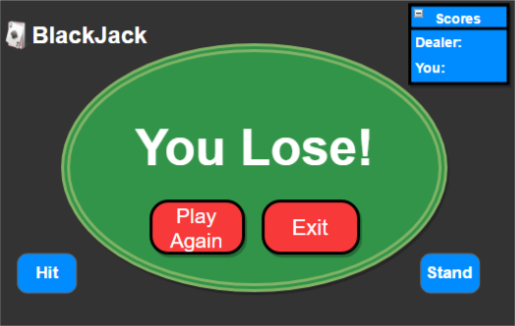 BlackJack
Scores
Dealer:
You:
You Lose!
Play
Again
Exit
Hit
Stand